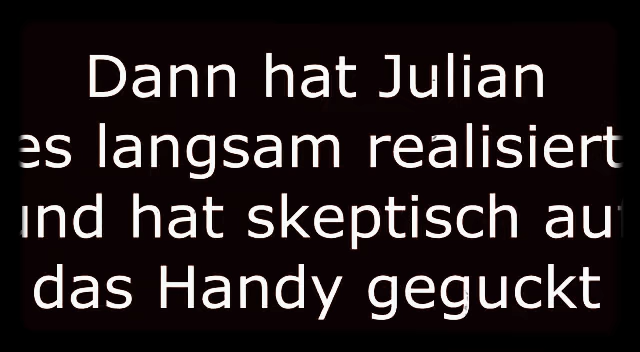 Dann hat Julian
es langsam realisiert
und hat skeptisch auf
das Handy geguckt